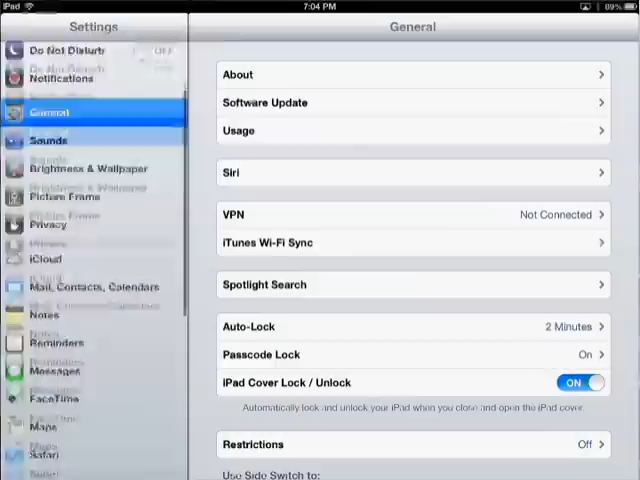 iPad
7:04 PM
89%
Settings
General
Do Not Disturb
OFF
Notifications
General
Sounds
Brightness & Wallpaper
Picture Frame
Privacy
iCloud
Mail, Contacts, Calendars
Notes
Reminders
Messages
FaceTime
Maps
Safari
About
Software Update
Usage
Siri
VPN
Not Connected
iTunes Wi-Fi Sync
Spotlight Search
Auto-Lock
2 Minutes
Passcode Lock
On
iPad Cover Lock / Unlock
ON
Automatically lock and unlock your iPad when you close and open the iPad cover.
Restrictions
Off
Use Side Switch to: